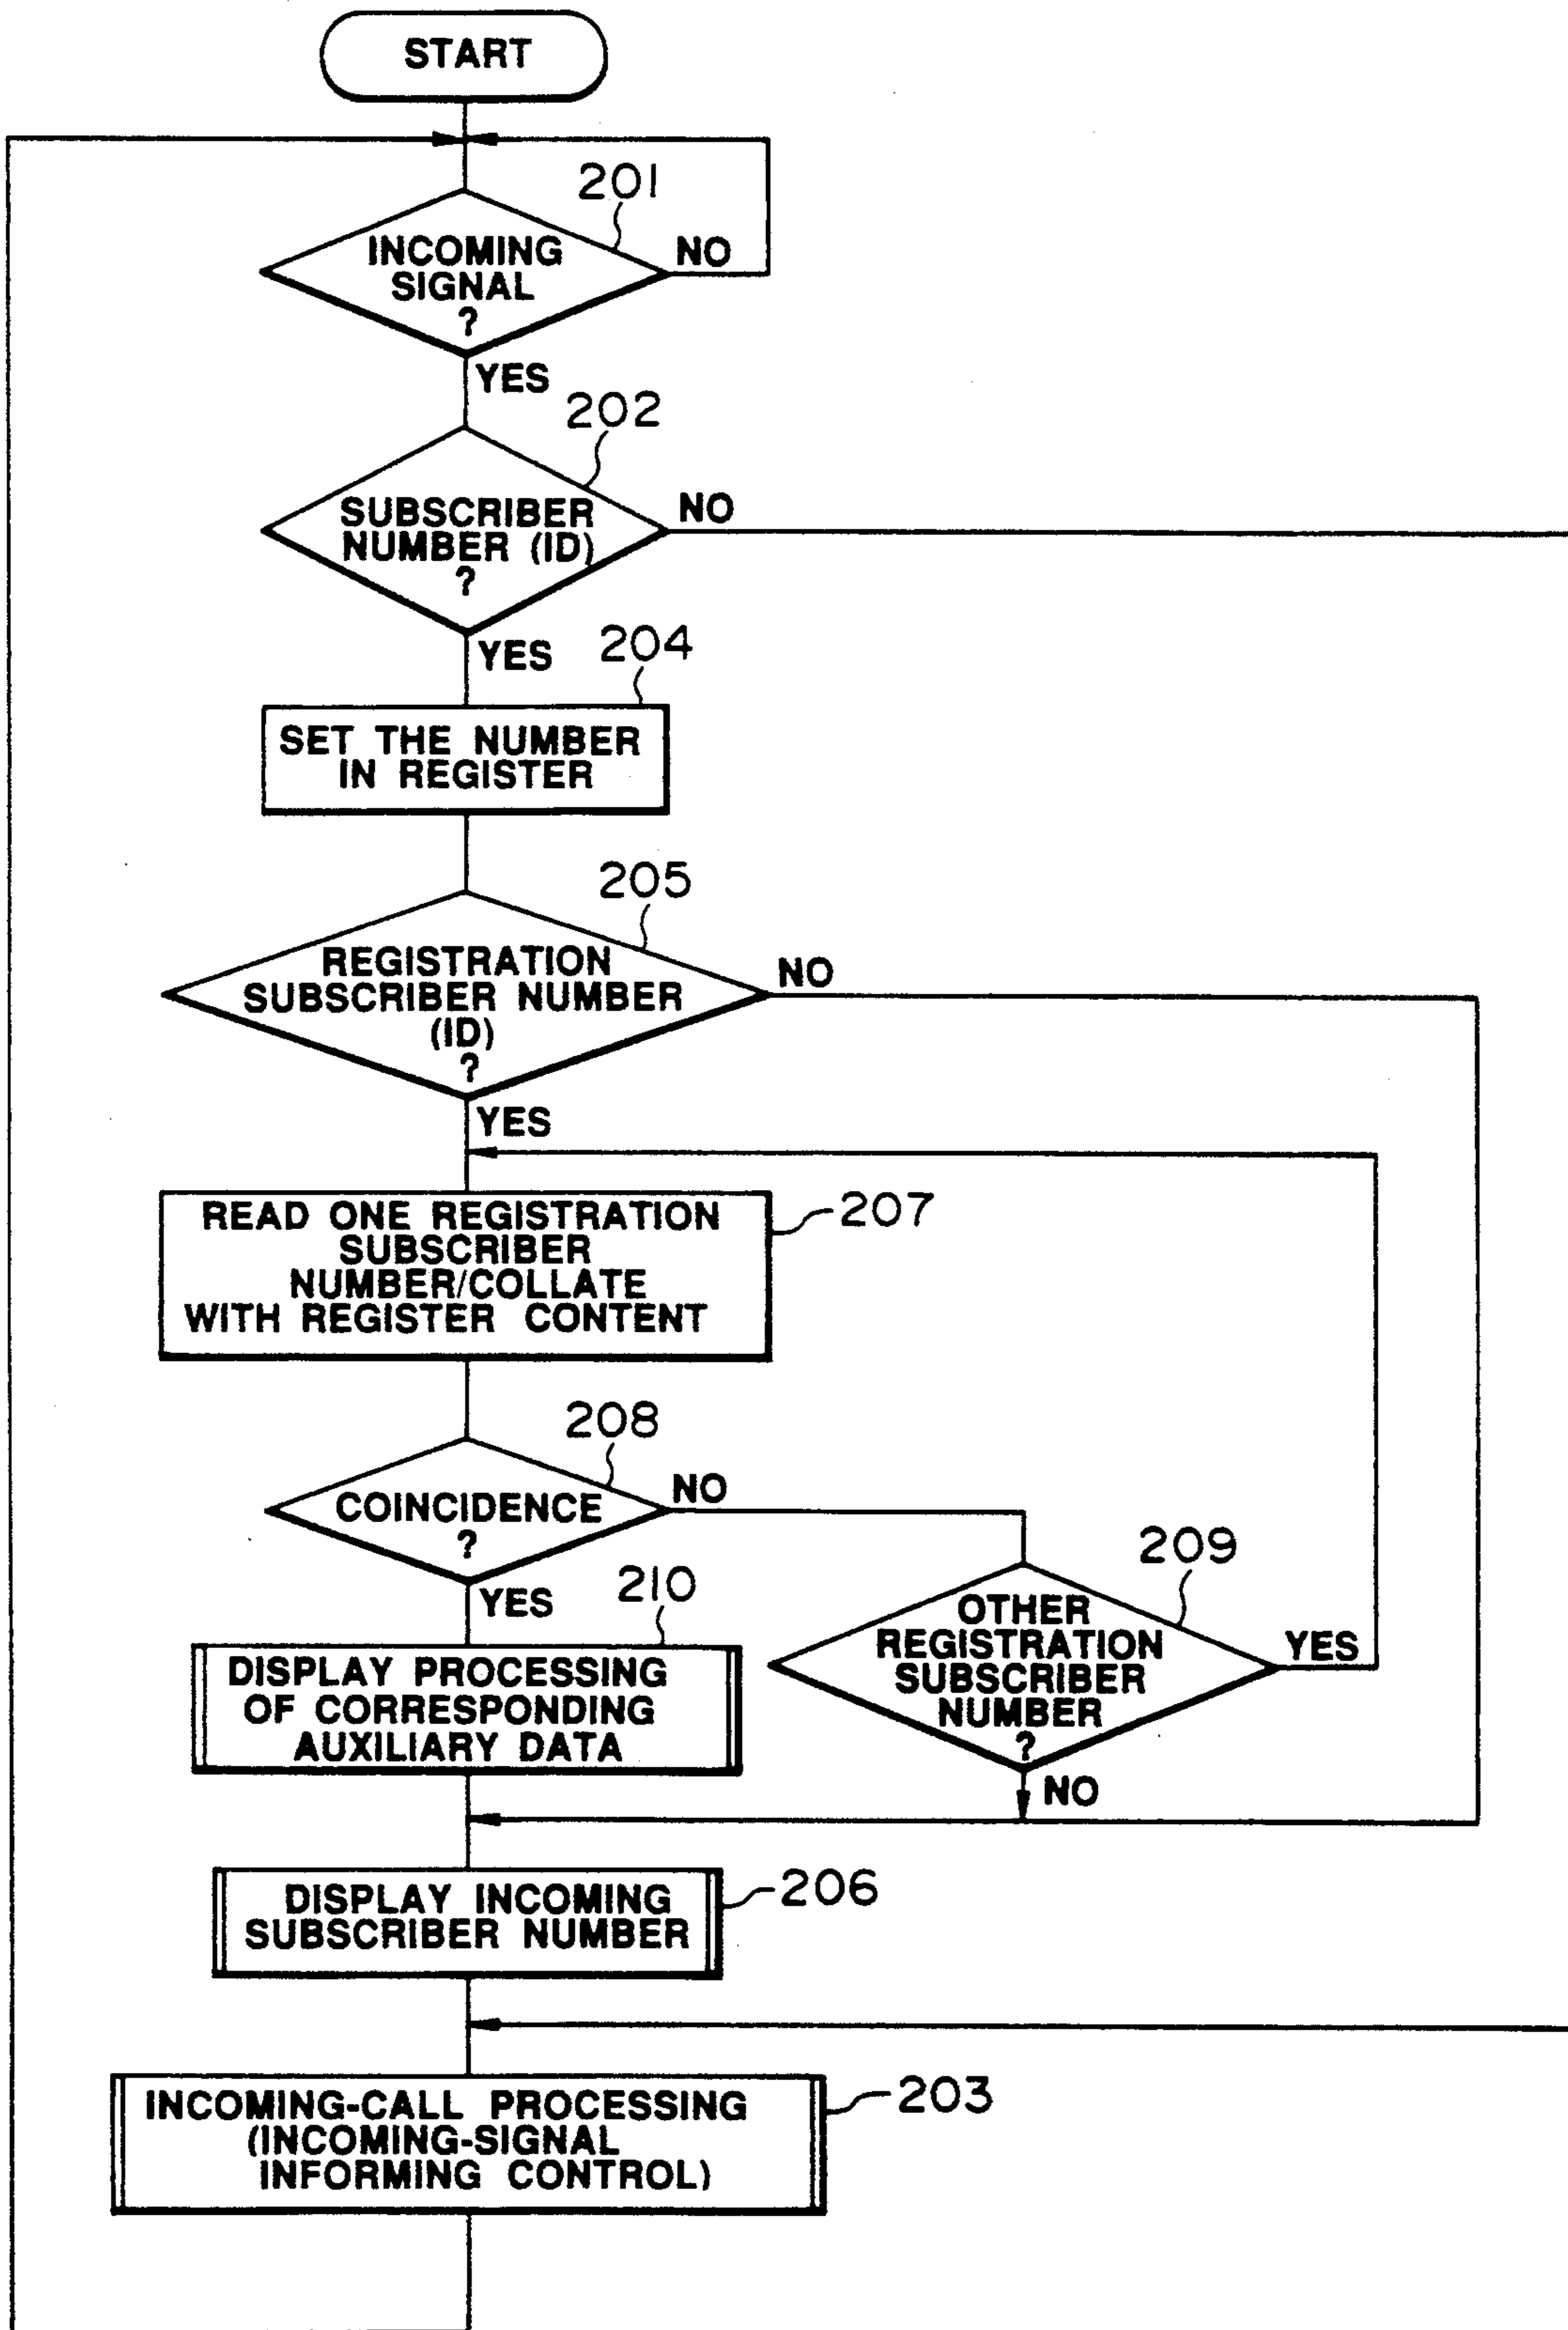 START
201
INCOMING
SIGNAL
?
NO
YES
202
SUBSCRIBER
NUMBER (ID)
?
NO
YES
204
SET THE NUMBER
IN REGISTER
205
REGISTRATION
SUBSCRIBER NUMBER
(ID)
?
NO
YES
READ ONE REGISTRATION
SUBSCRIBER
NUMBER/COLLATE
WITH REGISTER CONTENT
207
208
COINCIDENCE
?
NO
YES
209
OTHER
REGISTRATION
SUBSCRIBER
NUMBER
?
YES
NO
210
DISPLAY PROCESSING
OF CORRESPONDING
AUXILIARY DATA
DISPLAY INCOMING
SUBSCRIBER NUMBER
206
INCOMING-CALL PROCESSING
(INCOMING-SIGNAL
INFORMING CONTROL)
203